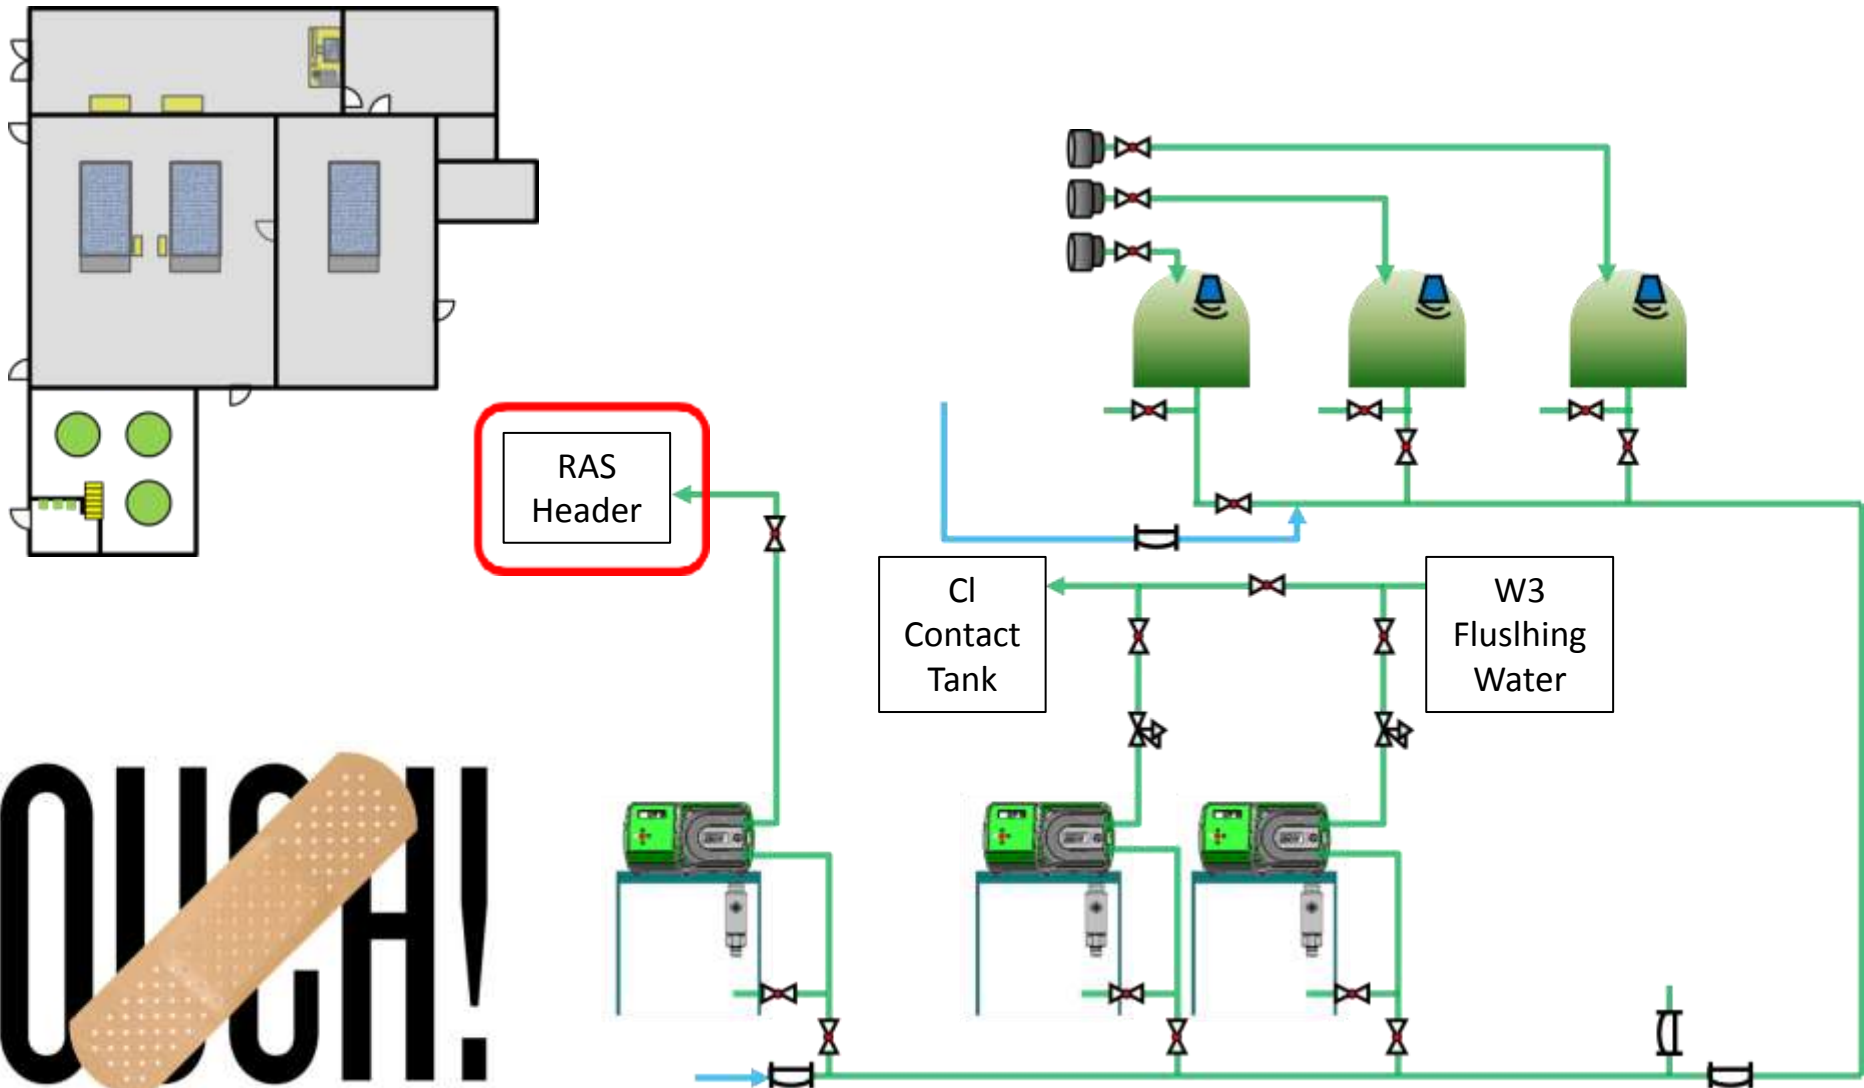 RAS
Header
Cl
Contact
Tank
W3
Fluslhing
Water
OUCH!